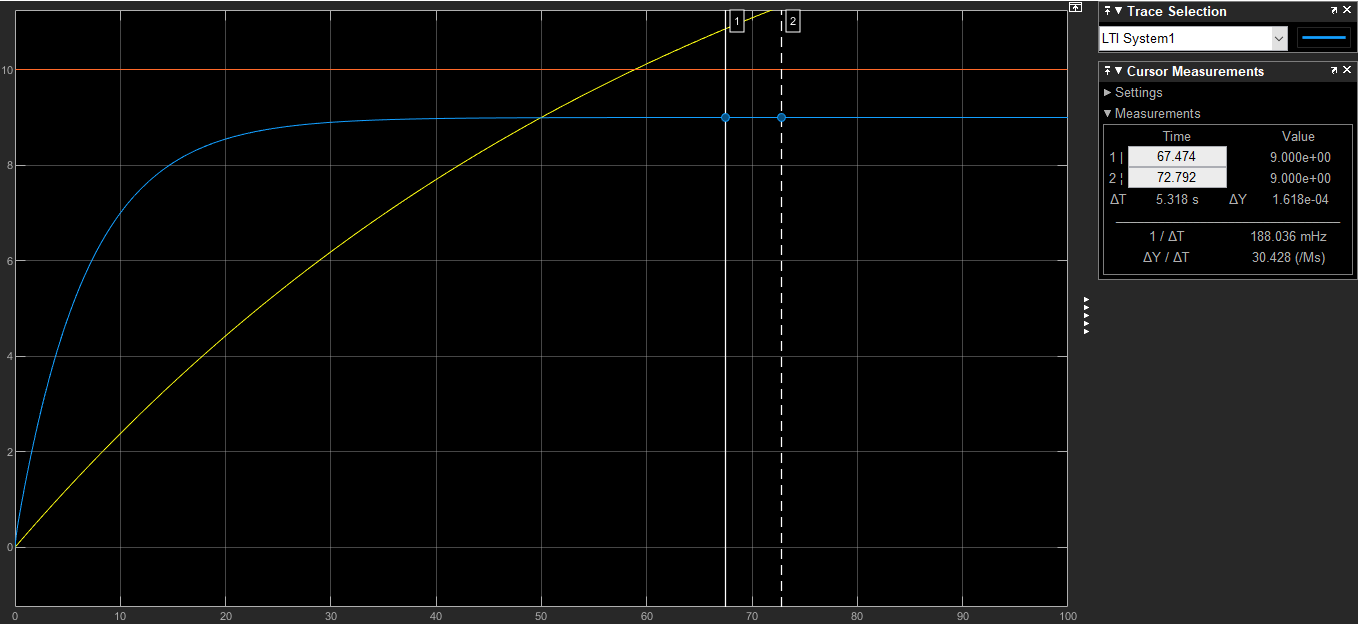 1 2
10
8
6
4
2
0
0 10 20 30 40 50 60 70 80 90 100
Trace Selection
LTI System1
Cursor Measurements
Settings
Measurements
Time Value
1 | 67.474 9.000e+00
2 ¦ 72.792 9.000e+00
ΔT 5.318 s ΔY 1.618e-04
1 / ΔT 188.036 mHz
ΔY / ΔT 30.428 (/Ms)